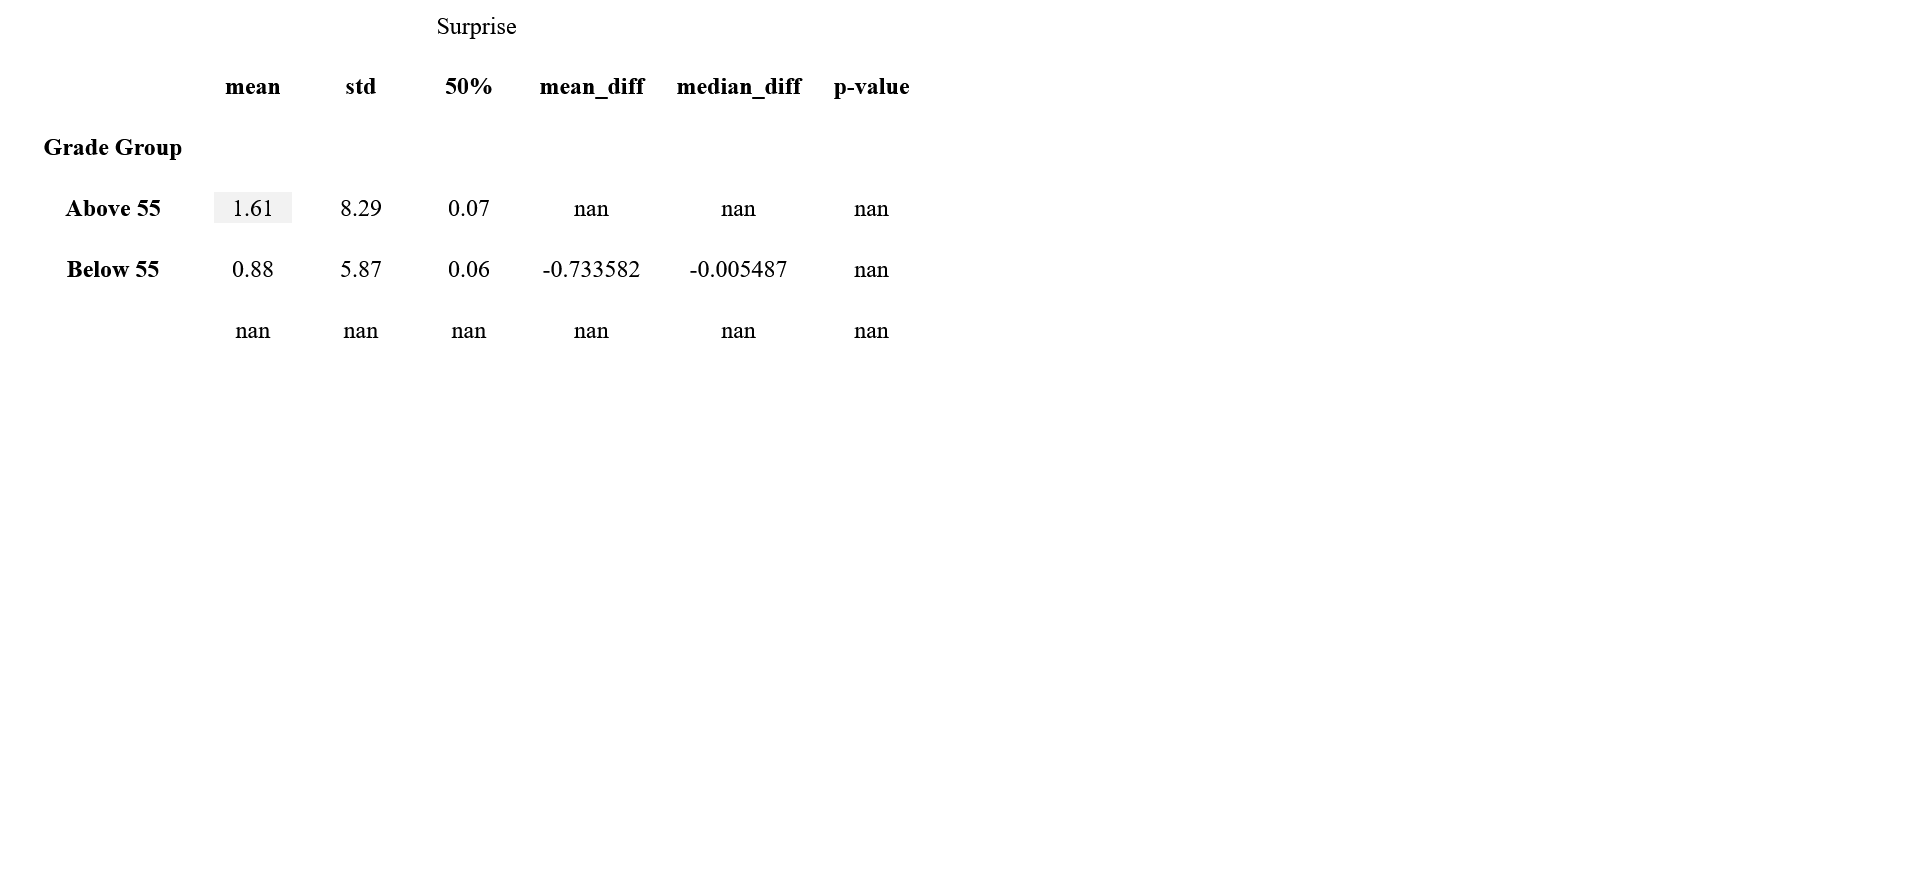 Surprise
mean std 50% mean_diff median_diff p-value
Grade Group
Above 55 1.61 8.29 0.07 nan nan nan
Below 55 0.88 5.87 0.06 -0.733582 -0.005487 nan
nan nan nan nan nan nan